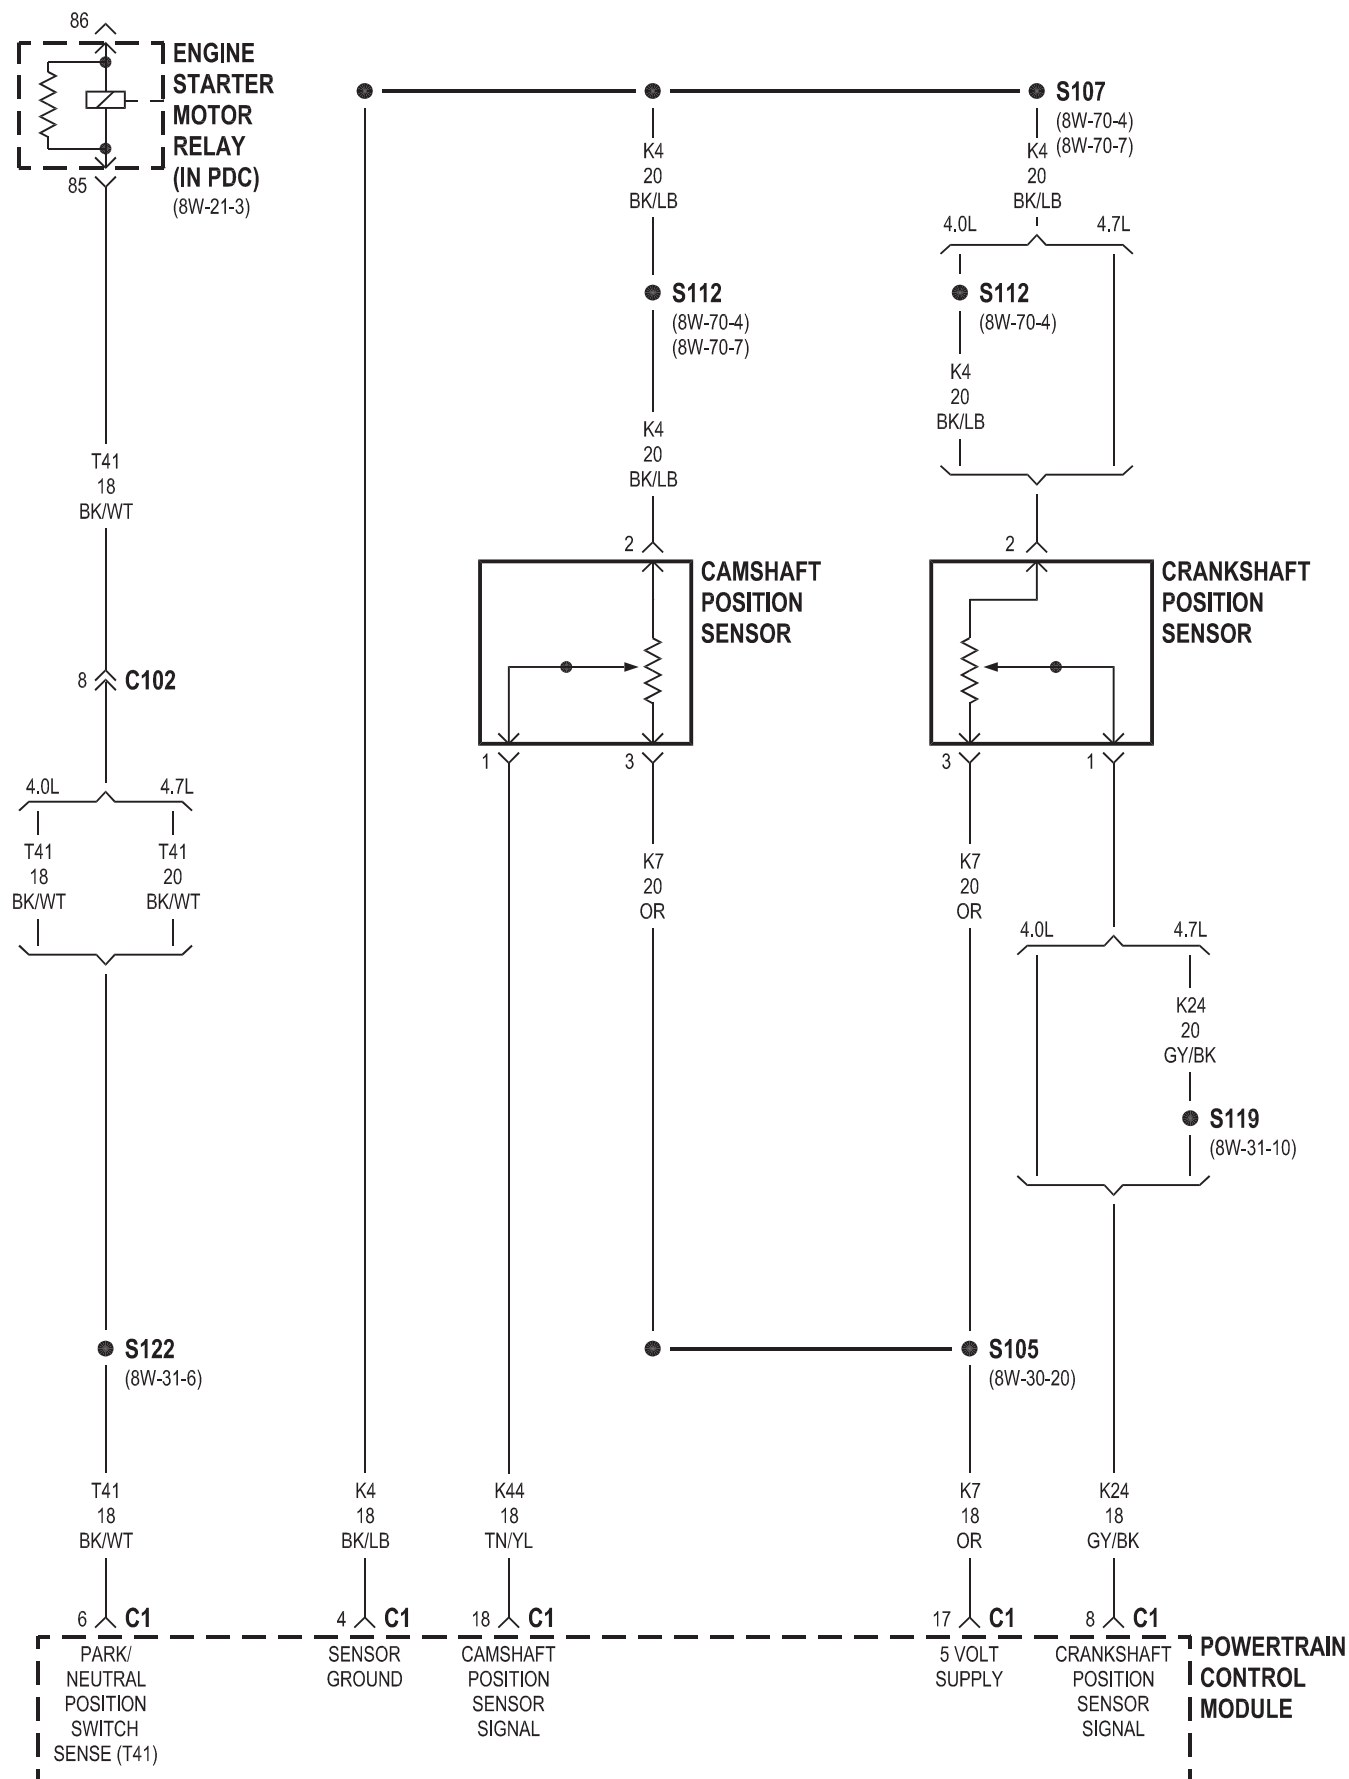 86
ENGINE
STARTER
MOTOR
RELAY
(IN PDC)
(8W-21-3)
85
S107
(8W-70-4)
(8W-70-7)
K4
20
BK/LB
K4
20
BK/LB
4.0L
4.7L
S112
(8W-70-4)
(8W-70-7)
S112
(8W-70-4)
K4
20
BK/LB
K4
20
BK/LB
T41
18
BK/WT
2
CAMSHAFT
POSITION
SENSOR
2
CRANKSHAFT
POSITION
SENSOR
8
C102
1
3
3
1
4.0L
4.7L
T41
18
BK/WT
T41
20
BK/WT
K7
20
OR
K7
20
OR
4.0L
4.7L
K24
20
GY/BK
S119
(8W-31-10)
S122
(8W-31-6)
S105
(8W-30-20)
T41
18
BK/WT
K4
18
BK/LB
K44
18
TN/YL
K7
18
OR
K24
18
GY/BK
6
C1
4
C1
18
C1
17
C1
8
C1
PARK/
NEUTRAL
POSITION
SWITCH
SENSE (T41)
SENSOR
GROUND
CAMSHAFT
POSITION
SENSOR
SIGNAL
5 VOLT
SUPPLY
CRANKSHAFT
POSITION
SENSOR
SIGNAL
POWERTRAIN
CONTROL
MODULE